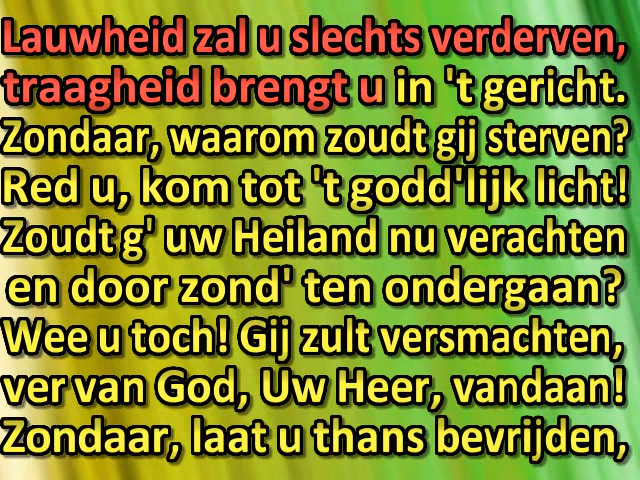 Lauwheid zal u slechts verderven,
traagheid brengt u in 't gericht.
Zondaar, waarom zoudt gij sterven?
Red u, kom tot 't godd'lijk licht!
Zoudt g' uw Heiland nu verachten
en door zond' ten ondergaan?
Wee u toch! Gij zult versmachten,
ver van God, Uw Heer, vandaan!
Zondaar, laat u thans bevrijden,